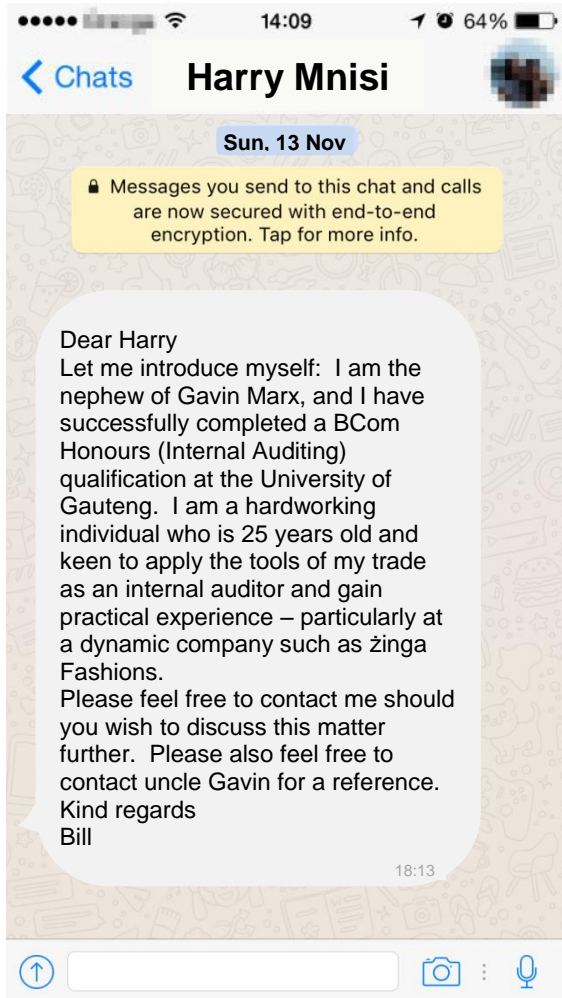 14:09
64%
Chats
Harry Mnisi
Sun, 13 Nov
Messages you send to this chat and calls
are now secured with end-to-end
encryption. Tap for more info.
Dear Harry
Let me introduce myself:  I am the
nephew of Gavin Marx, and I have
successfully completed a BCom
Honours (Internal Auditing)
qualification at the University of
Gauteng.  I am a hardworking
individual who is 25 years old and
keen to apply the tools of my trade
as an internal auditor and gain
practical experience – particularly at
a dynamic company such as żinga
Fashions.
Please feel free to contact me should
you wish to discuss this matter
further.  Please also feel free to
contact uncle Gavin for a reference.
Kind regards
Bill
18:13